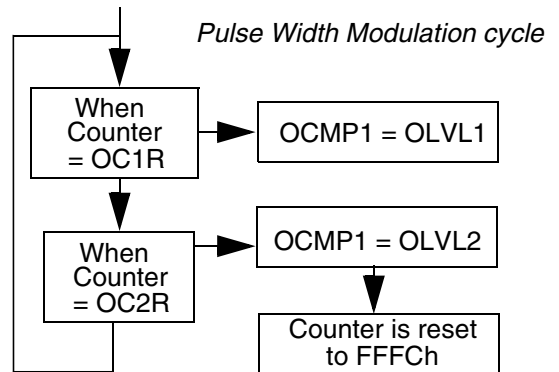 Pulse Width Modulation cycle
When
Counter
= OC1R
OCMP1 = OLVL1
When
Counter
= OC2R
OCMP1 = OLVL2
Counter is reset
to FFFCh